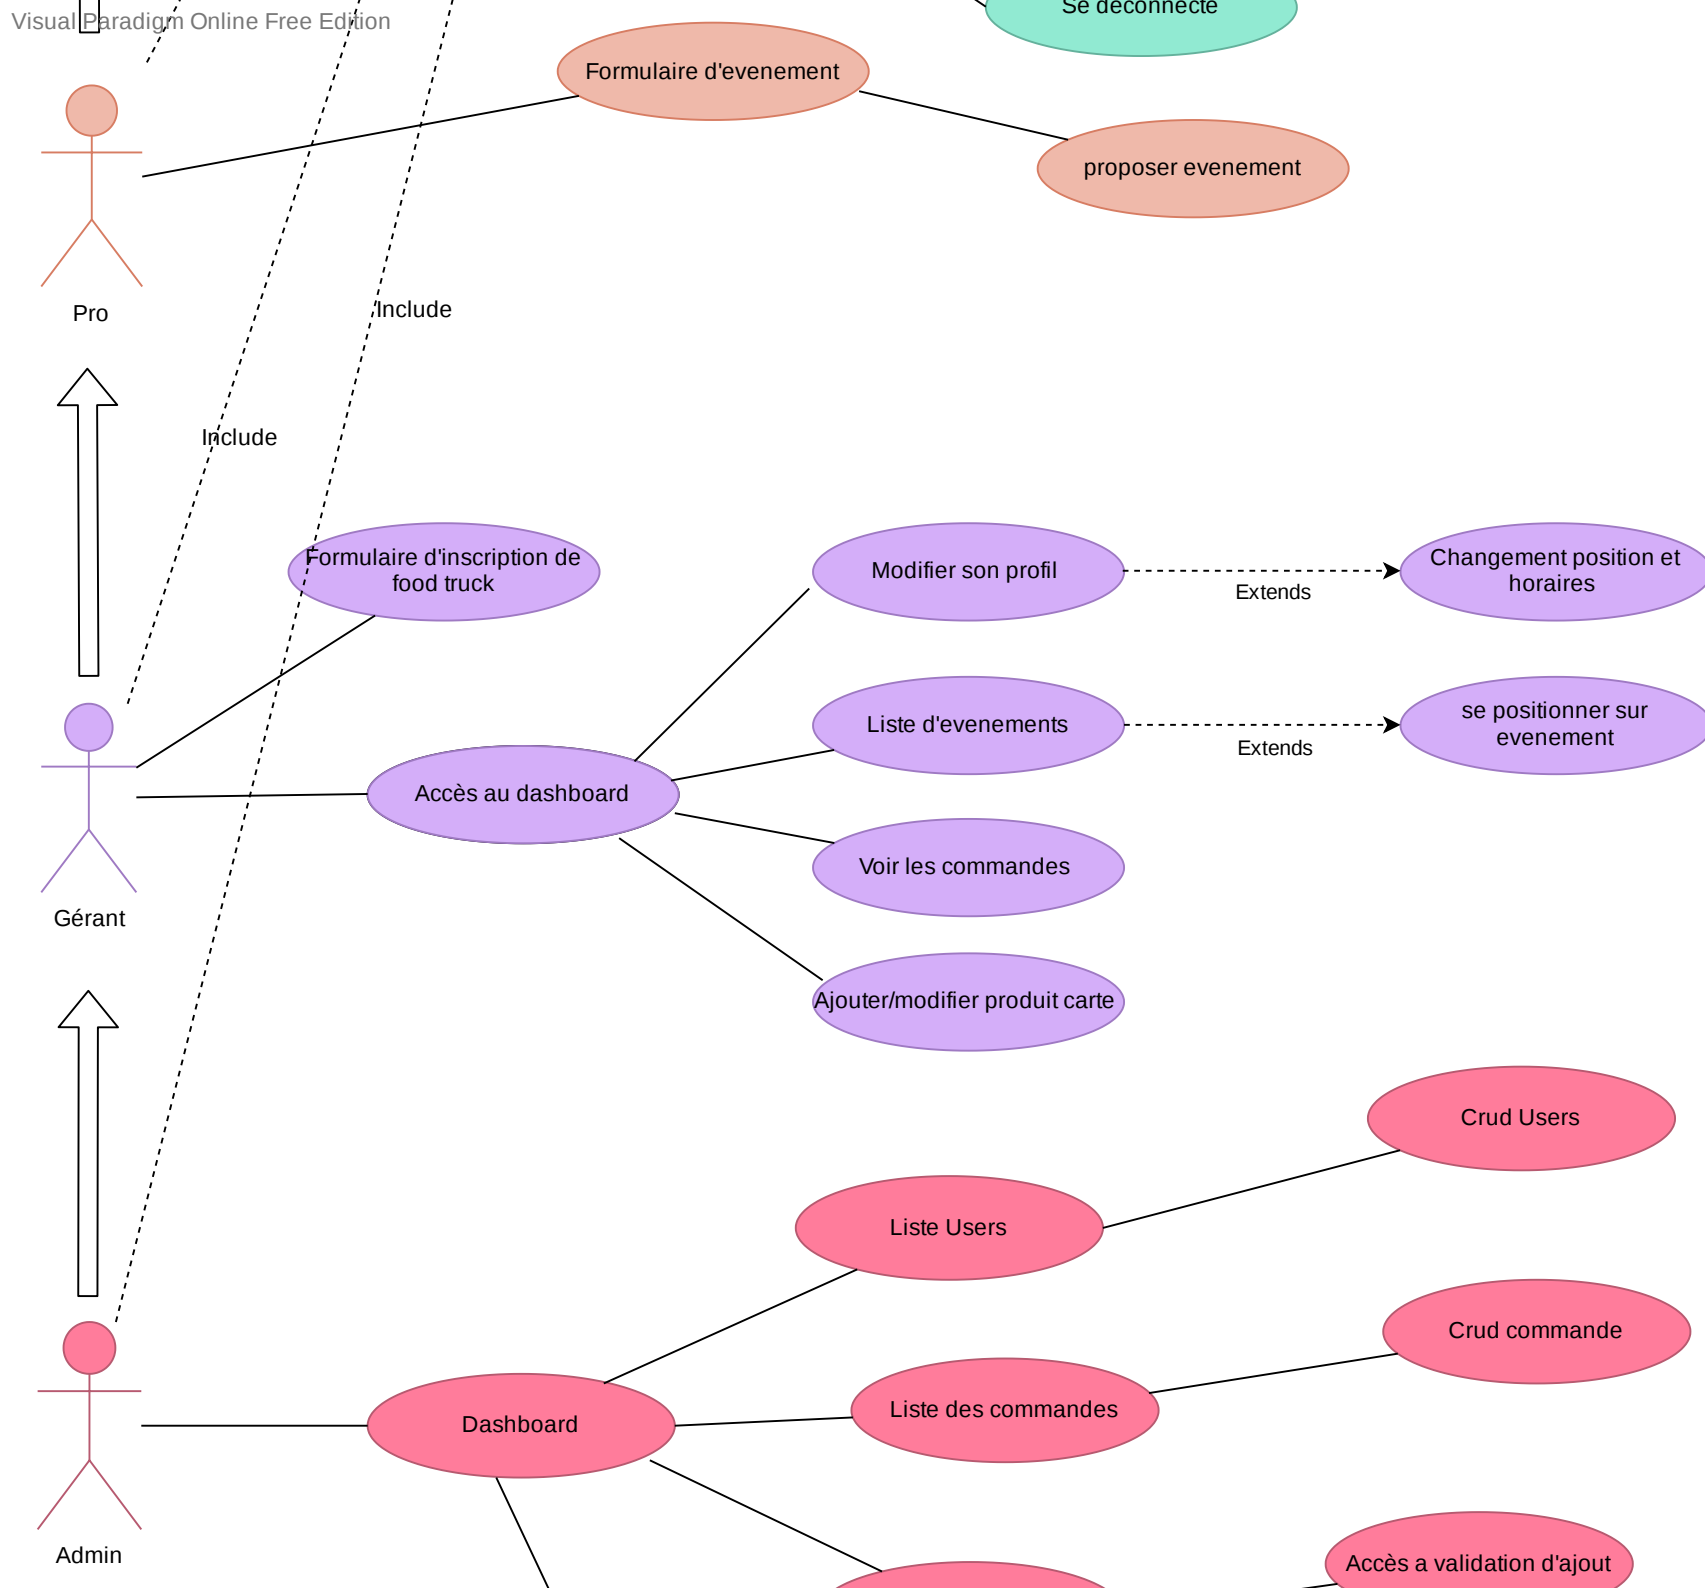 Visual Paradigm Online Free Edition
Se deconnecte
Formulaire d'evenement
proposer evenement
Pro
Include
Include
Formulaire d'inscription de
food truck
Modifier son profil
Extends
Changement position et
horaires
Liste d'evenements
Extends
se positionner sur
evenement
Accès au dashboard
Voir les commandes
Gérant
Ajouter/modifier produit carte
Crud Users
Liste Users
Crud commande
Liste des commandes
Dashboard
Admin
Accès a validation d'ajout